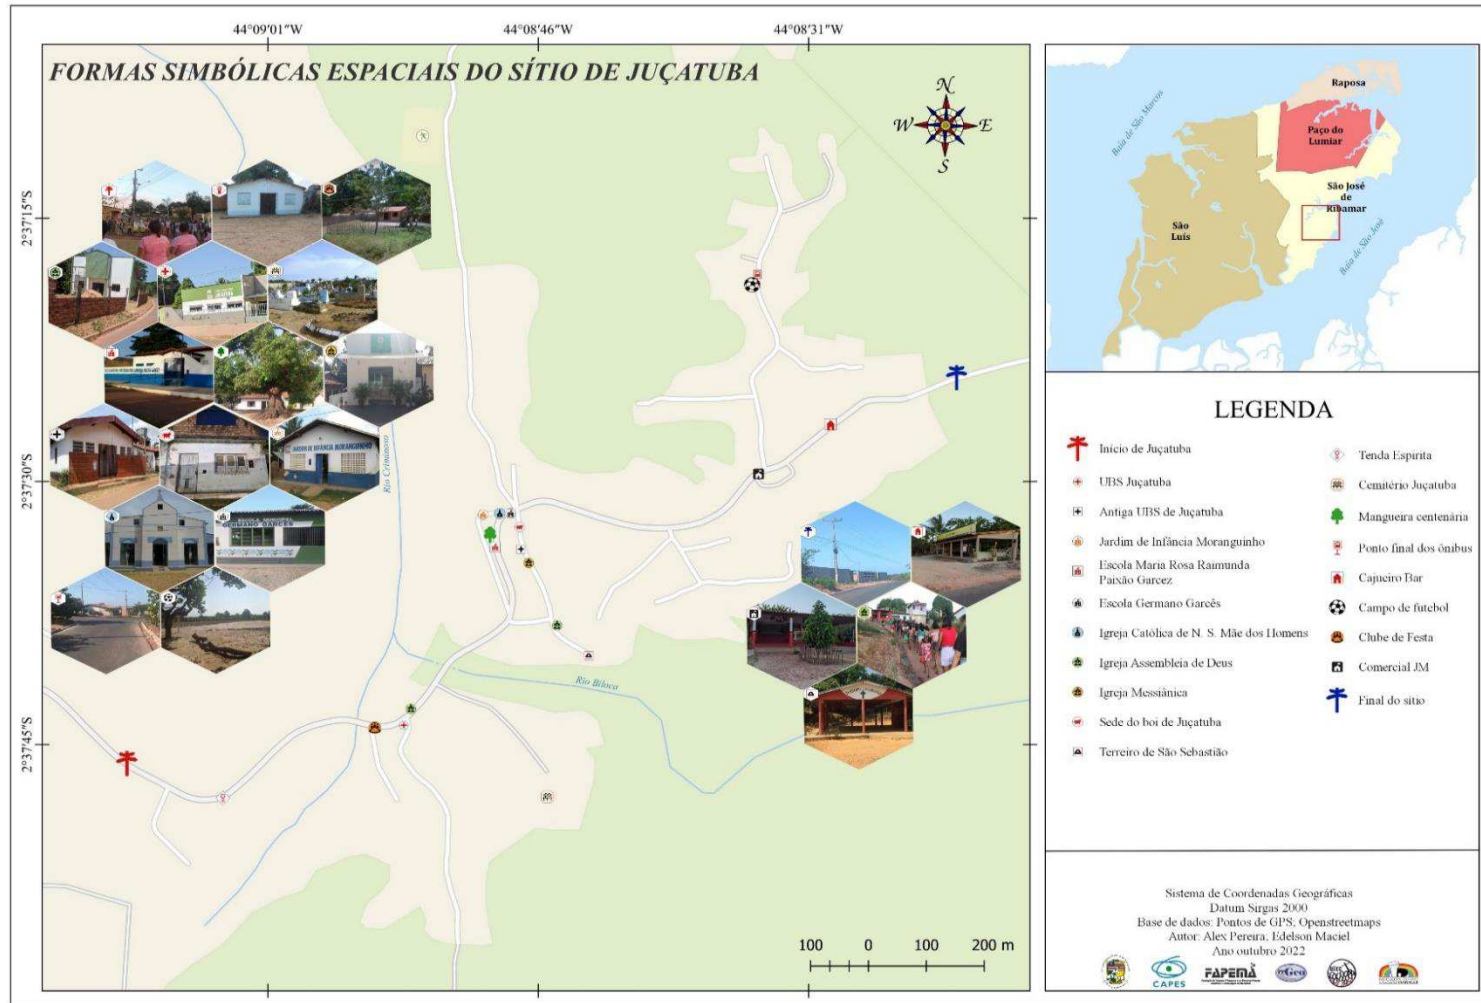 44°09'01"W
44°08'46"W
44°08'31"W
FORMAS SIMBÓLICAS ESPACIAIS DO SÍTIO DE JUÇATUBA
N
W
E
S
2°37'15"S
2°37'30"S
2°37'45"S
Rio Criminoso
Rio Biloca
JARDIM DE INFÂNCIA MORANGUINHO
GERMANO GARCÊS
100 0 100 200 m
Baía de São Marcos
Raposa
Paço do
Lumiar
São José
de
Ribamar
São
Luís
Baía de São José
LEGENDA
Início de Juçatuba
UBS Juçatuba
Antiga UBS de Juçatuba
Jardim de Infância Moranguinho
Escola Maria Rosa Raimunda
Paixão Garcez
Escola Germano Garcês
Igreja Católica de N. S. Mãe dos Homens
Igreja Assembleia de Deus
Igreja Messiânica
Sede do boi de Juçatuba
Terreiro de São Sebastião
Tenda Espírita
Cemitério Juçatuba
Mangueira centenária
Ponto final dos ônibus
Cajueiro Bar
Campo de futebol
Clube de Festa
Comercial JM
Final do sítio
Sistema de Coordenadas Geográficas
Datum Sirgas 2000
Base de dados: Pontos de GPS; Openstreetmaps
Autor: Alex Pereira; Edelson Maciel
Ano outubro 2022
CAPES
FAPEMA